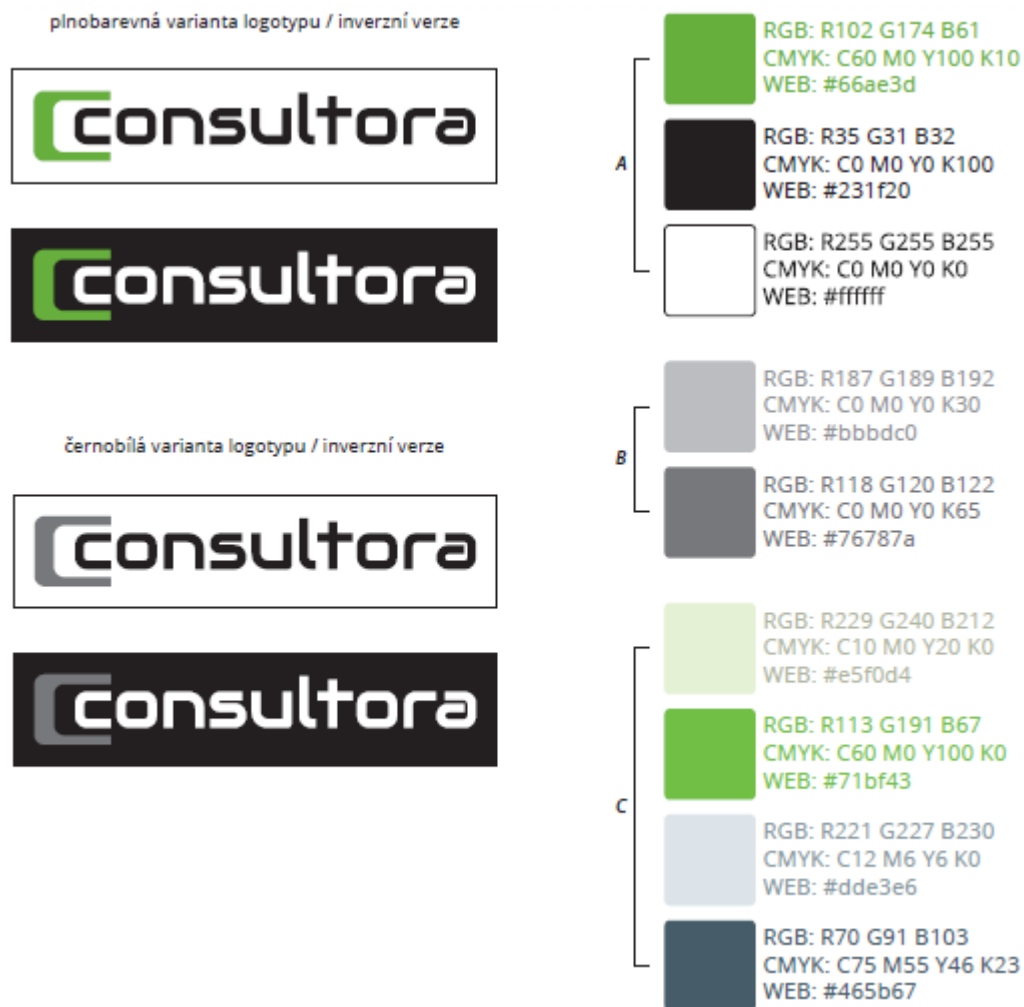 plnobarevná varianta logotypu / inverzní verze
consultora
consultora
černobílá varianta logotypu / inverzní verze
consultora
consultora
A
RGB: R102 G174 B61
CMYK: C60 M0 Y100 K10
WEB: #66ae3d
RGB: R35 G31 B32
CMYK: C0 M0 Y0 K100
WEB: #231f20
RGB: R255 G255 B255
CMYK: C0 M0 Y0 K0
WEB: #ffffff
B
RGB: R187 G189 B192
CMYK: C0 M0 Y0 K30
WEB: #bbbdc0
RGB: R118 G120 B122
CMYK: C0 M0 Y0 K65
WEB: #76787a
C
RGB: R229 G240 B212
CMYK: C10 M0 Y20 K0
WEB: #e5f0d4
RGB: R113 G191 B67
CMYK: C60 M0 Y100 K0
WEB: #71bf43
RGB: R221 G227 B230
CMYK: C12 M6 Y6 K0
WEB: #dde3e6
RGB: R70 G91 B103
CMYK: C75 M55 Y46 K23
WEB: #465b67